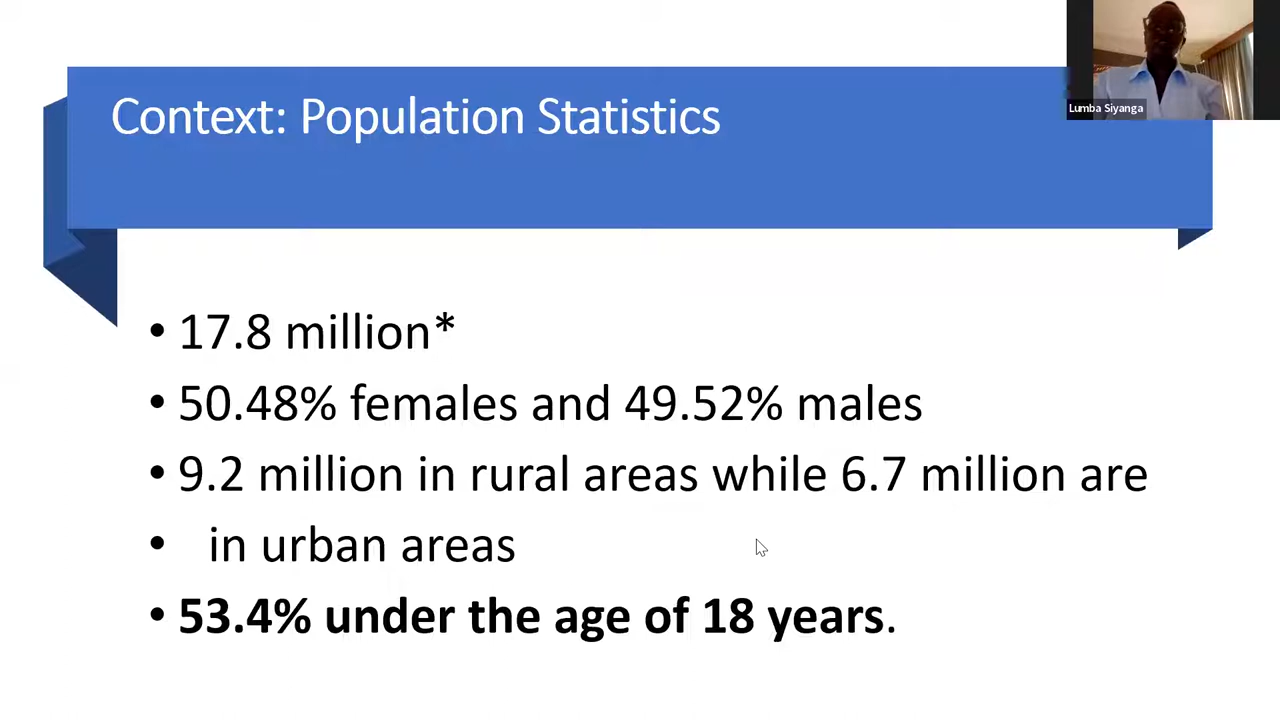 Lumba Siyanga
Context: Population Statistics
• 17.8 million*
• 50.48% females and 49.52% males
• 9.2 million in rural areas while 6.7 million are
• in urban areas
• 53.4% under the age of 18 years.